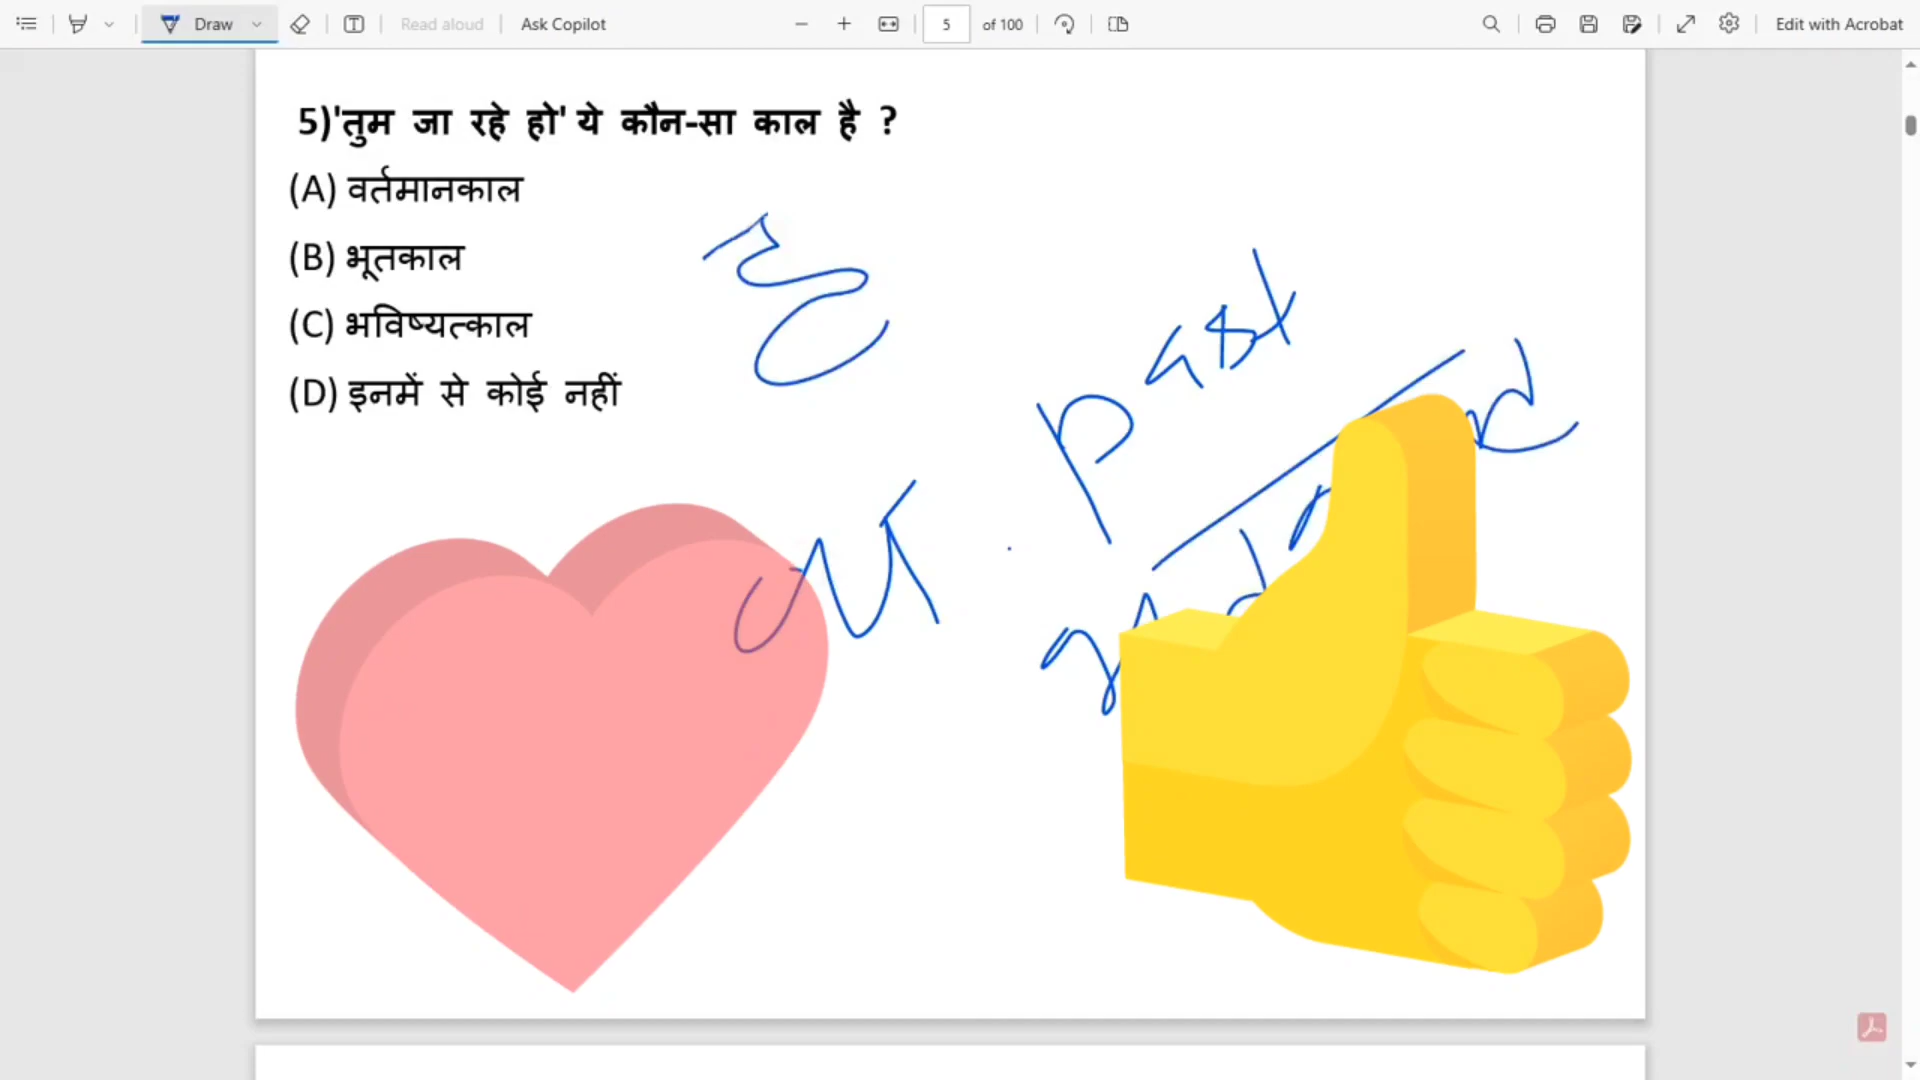 Draw
Read aloud
Ask Copilot
5
of 100
Edit with Acrobat
5)'तुम जा रहे हो' ये कौन-सा काल है ?
(A) वर्तमानकाल
(B) भूतकाल
(C) भविष्यत्काल
(D) इनमें से कोई नहीं
past